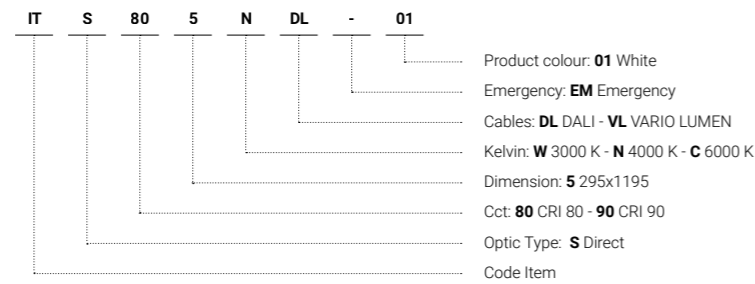 IT S 80 5 N DL - 01
Product colour: 01 White
Emergency: EM Emergency
Cables: DL DALI - VL VARIO LUMEN
Kelvin: W 3000 K - N 4000 K - C 6000 K
Dimension: 5 295x1195
Cct: 80 CRI 80 - 90 CRI 90
Optic Type: S Direct
Code Item